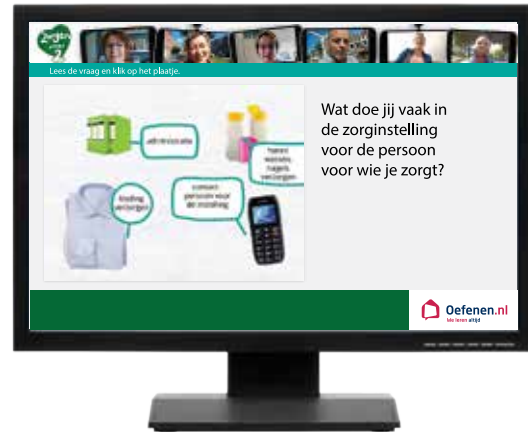 Zorgen
2
Lees de vraag en klik op het plaatje.
administratie
haren
wassen,
nagels
verzorgen
kleding
verzorgen
contact-
persoon voor
de instelling
Wat doe jij vaak in
de zorginstelling
voor de persoon
voor wie je zorgt?
Oefenen.nl
We leren altijd